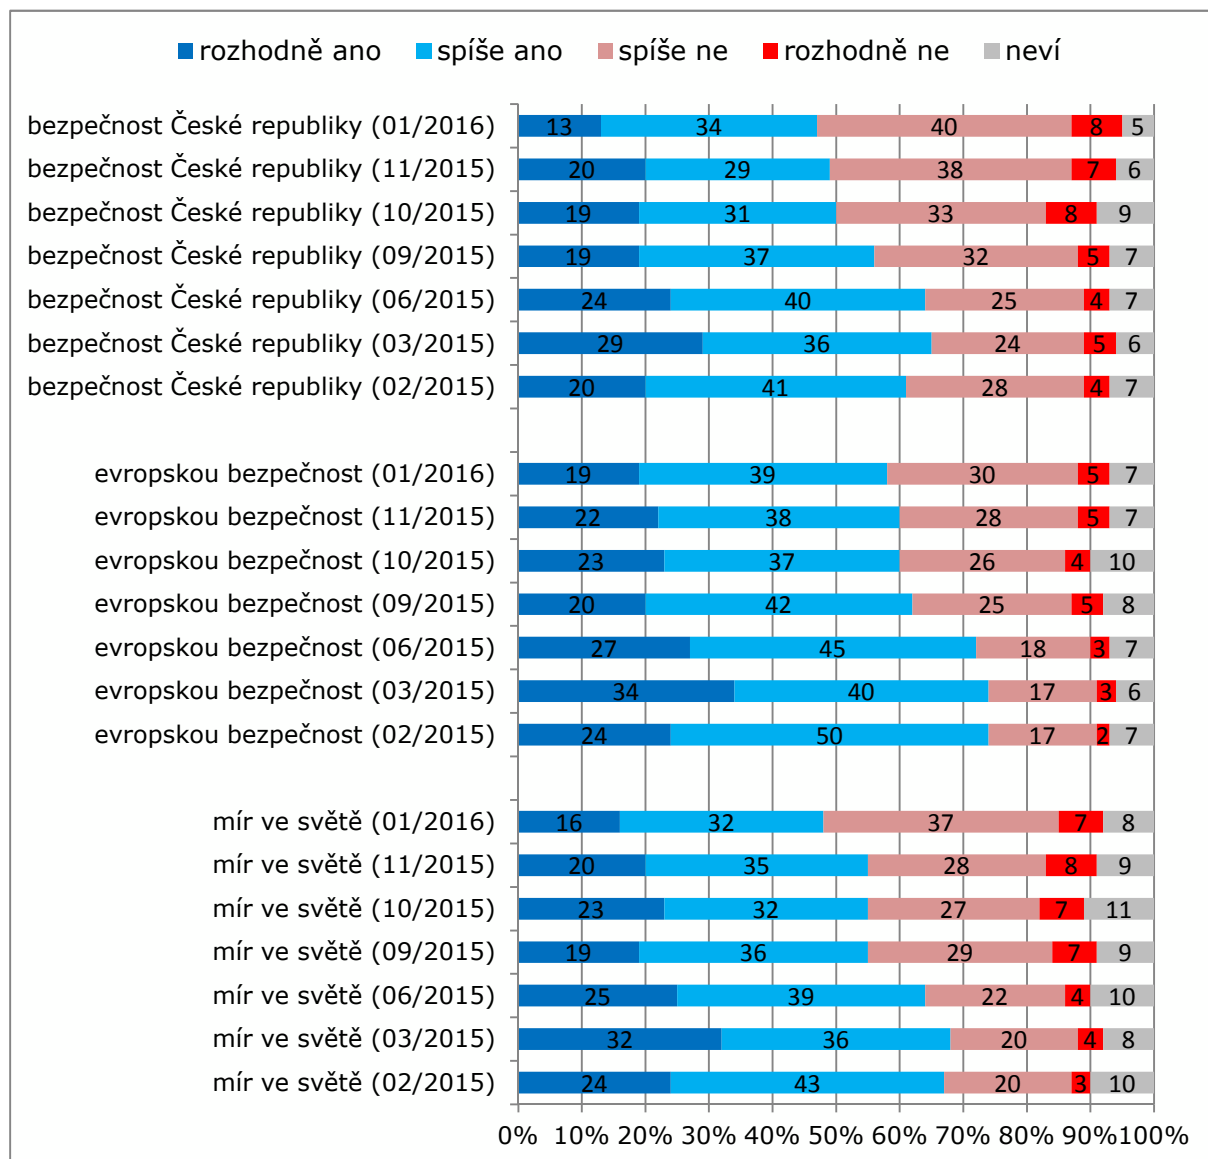 rozhodně ano spíše ano spíše ne rozhodně ne neví
bezpečnost České republiky (01/2016) 13 34 40 8 5
bezpečnost České republiky (11/2015) 20 29 38 7 6
bezpečnost České republiky (10/2015) 19 31 33 8 9
bezpečnost České republiky (09/2015) 19 37 32 5 7
bezpečnost České republiky (06/2015) 24 40 25 4 7
bezpečnost České republiky (03/2015) 29 36 24 5 6
bezpečnost České republiky (02/2015) 20 41 28 4 7
evropskou bezpečnost (01/2016) 19 39 30 5 7
evropskou bezpečnost (11/2015) 22 38 28 5 7
evropskou bezpečnost (10/2015) 23 37 26 4 10
evropskou bezpečnost (09/2015) 20 42 25 5 8
evropskou bezpečnost (06/2015) 27 45 18 3 7
evropskou bezpečnost (03/2015) 34 40 17 3 6
evropskou bezpečnost (02/2015) 24 50 17 2 7
mír ve světě (01/2016) 16 32 37 7 8
mír ve světě (11/2015) 20 35 28 8 9
mír ve světě (10/2015) 23 32 27 7 11
mír ve světě (09/2015) 19 36 29 7 9
mír ve světě (06/2015) 25 39 22 4 10
mír ve světě (03/2015) 32 36 20 4 8
mír ve světě (02/2015) 24 43 20 3 10
0% 10% 20% 30% 40% 50% 60% 70% 80% 90% 100%